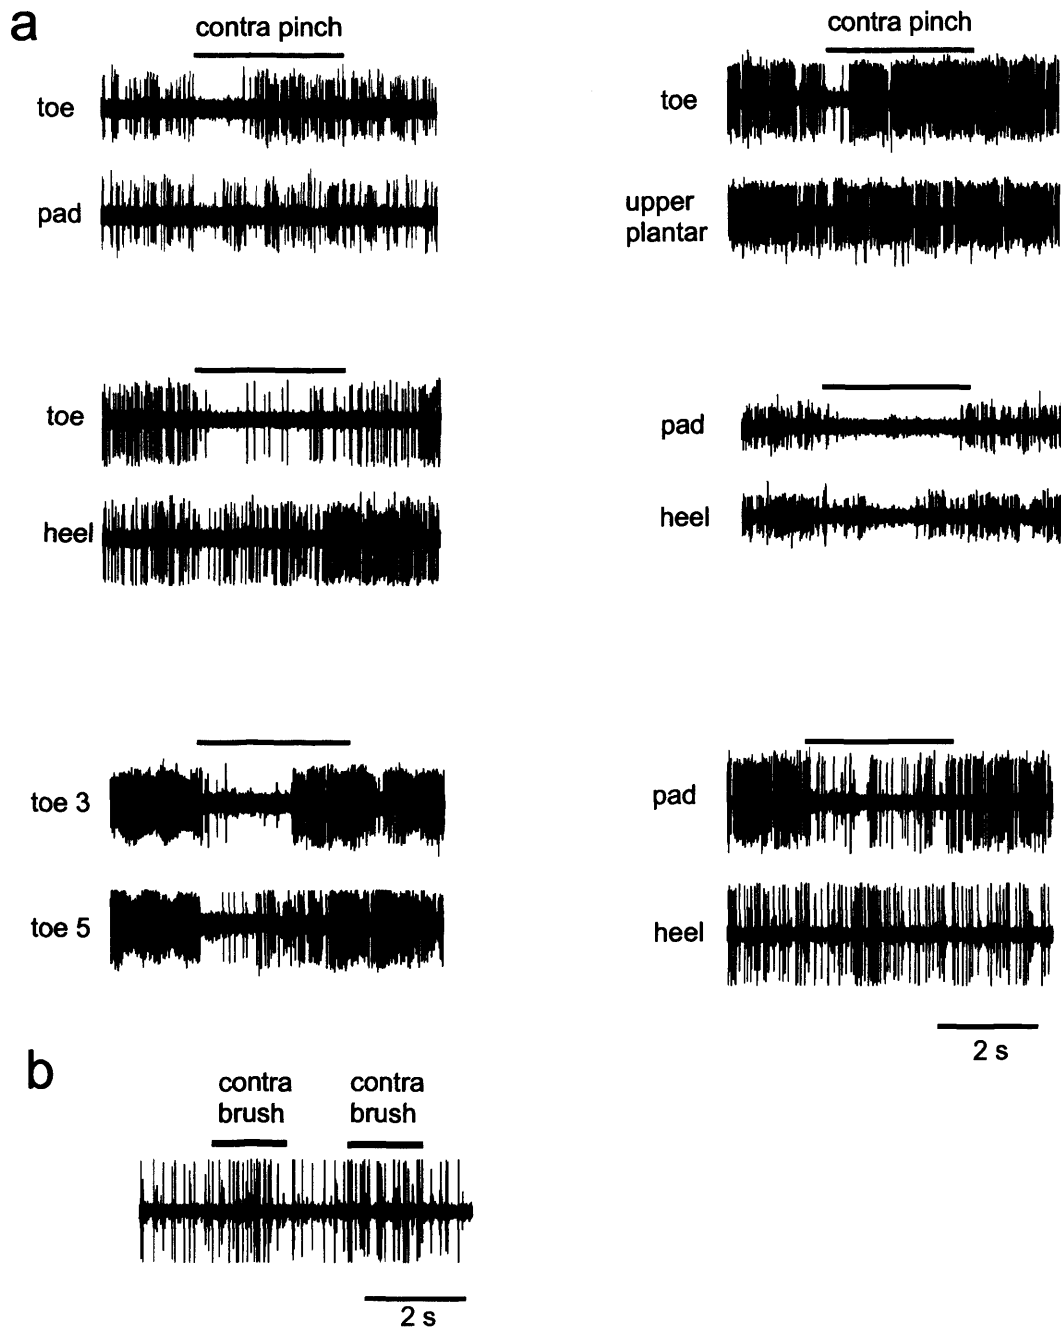 a
contra pinch
toe
pad
contra pinch
toe
upper
plantar
toe
heel
pad
heel
toe 3
toe 5
pad
heel
2 s
b
contra
brush
contra
brush
2 s